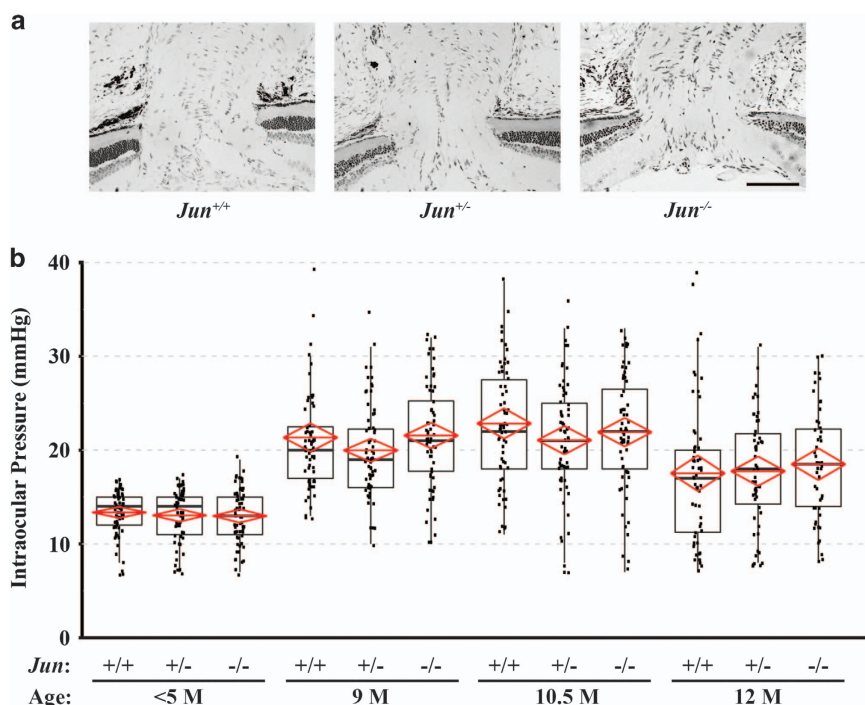 a
Jun+/+
Jun+/-
Jun-/-
b
Intraocular Pressure (mmHg)
40
30
20
10
0
Jun: +/+ +/- -/- +/+ +/- -/- +/+ +/- -/- +/+ +/- -/-
Age: <5 M 9 M 10.5 M 12 M